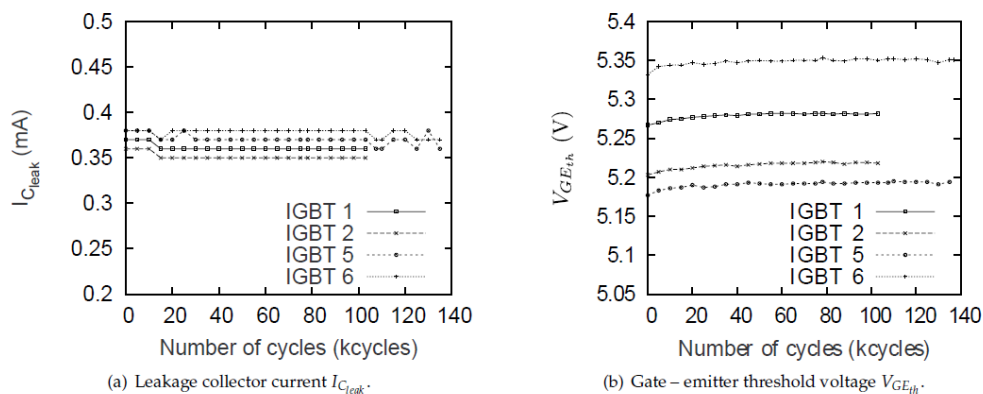 0.5
0.45
0.4
0.35
0.3
0.25
0.2
I_C_leak (mA)
IGBT 1
IGBT 2
IGBT 5
IGBT 6
0 20 40 60 80 100 120 140
Number of cycles (kcycles)
(a) Leakage collector current I_C_leak.
5.4
5.35
5.3
5.25
5.2
5.15
5.1
5.05
V_GE_th (V)
IGBT 1
IGBT 2
IGBT 5
IGBT 6
0 20 40 60 80 100 120 140
Number of cycles (kcycles)
(b) Gate – emitter threshold voltage V_GE_th.